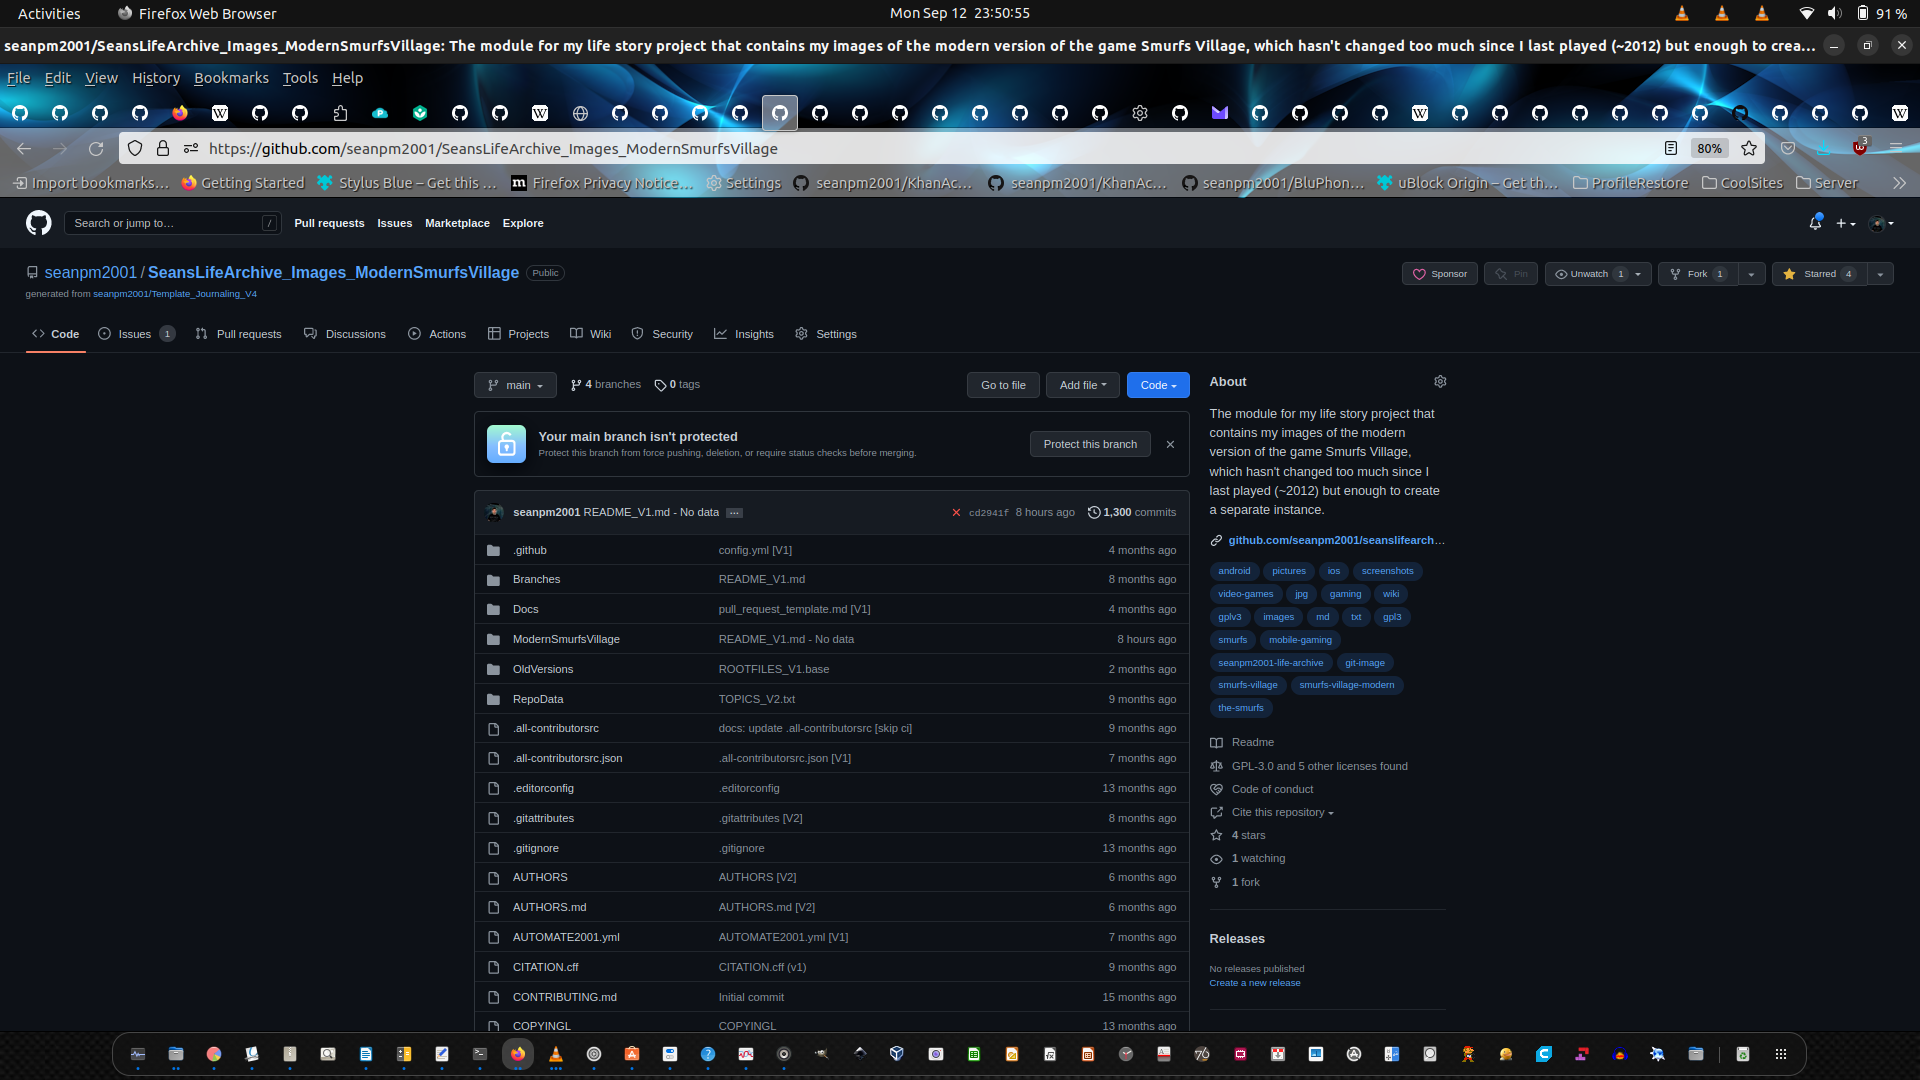 Activities
Firefox Web Browser
Mon Sep 12 23:50:55
91 %
seanpm2001/SeansLifeArchive_Images_ModernSmurfsVillage: The module for my life story project that contains my images of the modern version of the game Smurfs Village, which hasn't changed too much since I last played (~2012) but enough to crea…
File Edit View History Bookmarks Tools Help
https://github.com/seanpm2001/SeansLifeArchive_Images_ModernSmurfsVillage
80%
3
Import bookmarks… Getting Started Stylus Blue – Get this … Firefox Privacy Notice… Settings seanpm2001/KhanAc… seanpm2001/KhanAc… seanpm2001/BluPhon… uBlock Origin – Get th… ProfileRestore CoolSites Server
Search or jump to… /
Pull requests Issues Marketplace Explore
seanpm2001 / SeansLifeArchive_Images_ModernSmurfsVillage Public
Sponsor Pin Unwatch 1 Fork 1 Starred 4
generated from seanpm2001/Template_Journaling_V4
Code Issues 1 Pull requests Discussions Actions Projects Wiki Security Insights Settings
main 4 branches 0 tags
Go to file Add file Code
Your main branch isn't protected
Protect this branch from force pushing, deletion, or require status checks before merging.
Protect this branch
seanpm2001 README_V1.md - No data … cd2941f 8 hours ago 1,300 commits
.github config.yml [V1] 4 months ago
Branches README_V1.md 8 months ago
Docs pull_request_template.md [V1] 4 months ago
ModernSmurfsVillage README_V1.md - No data 8 hours ago
OldVersions ROOTFILES_V1.base 2 months ago
RepoData TOPICS_V2.txt 9 months ago
.all-contributorsrc docs: update .all-contributorsrc [skip ci] 9 months ago
.all-contributorsrc.json .all-contributorsrc.json [V1] 7 months ago
.editorconfig .editorconfig 13 months ago
.gitattributes .gitattributes [V2] 8 months ago
.gitignore .gitignore 13 months ago
AUTHORS AUTHORS [V2] 6 months ago
AUTHORS.md AUTHORS.md [V2] 6 months ago
AUTOMATE2001.yml AUTOMATE2001.yml [V1] 7 months ago
CITATION.cff CITATION.cff (v1) 9 months ago
CONTRIBUTING.md Initial commit 15 months ago
COPYINGL COPYINGL 13 months ago
About
The module for my life story project that
contains my images of the modern
version of the game Smurfs Village,
which hasn't changed too much since I
last played (~2012) but enough to create
a separate instance.
github.com/seanpm2001/seanslifearch…
android pictures ios screenshots
video-games jpg gaming wiki
gplv3 images md txt gpl3
smurfs mobile-gaming
seanpm2001-life-archive git-image
smurfs-village smurfs-village-modern
the-smurfs
Readme
GPL-3.0 and 5 other licenses found
Code of conduct
Cite this repository
4 stars
1 watching
1 fork
Releases
No releases published
Create a new release